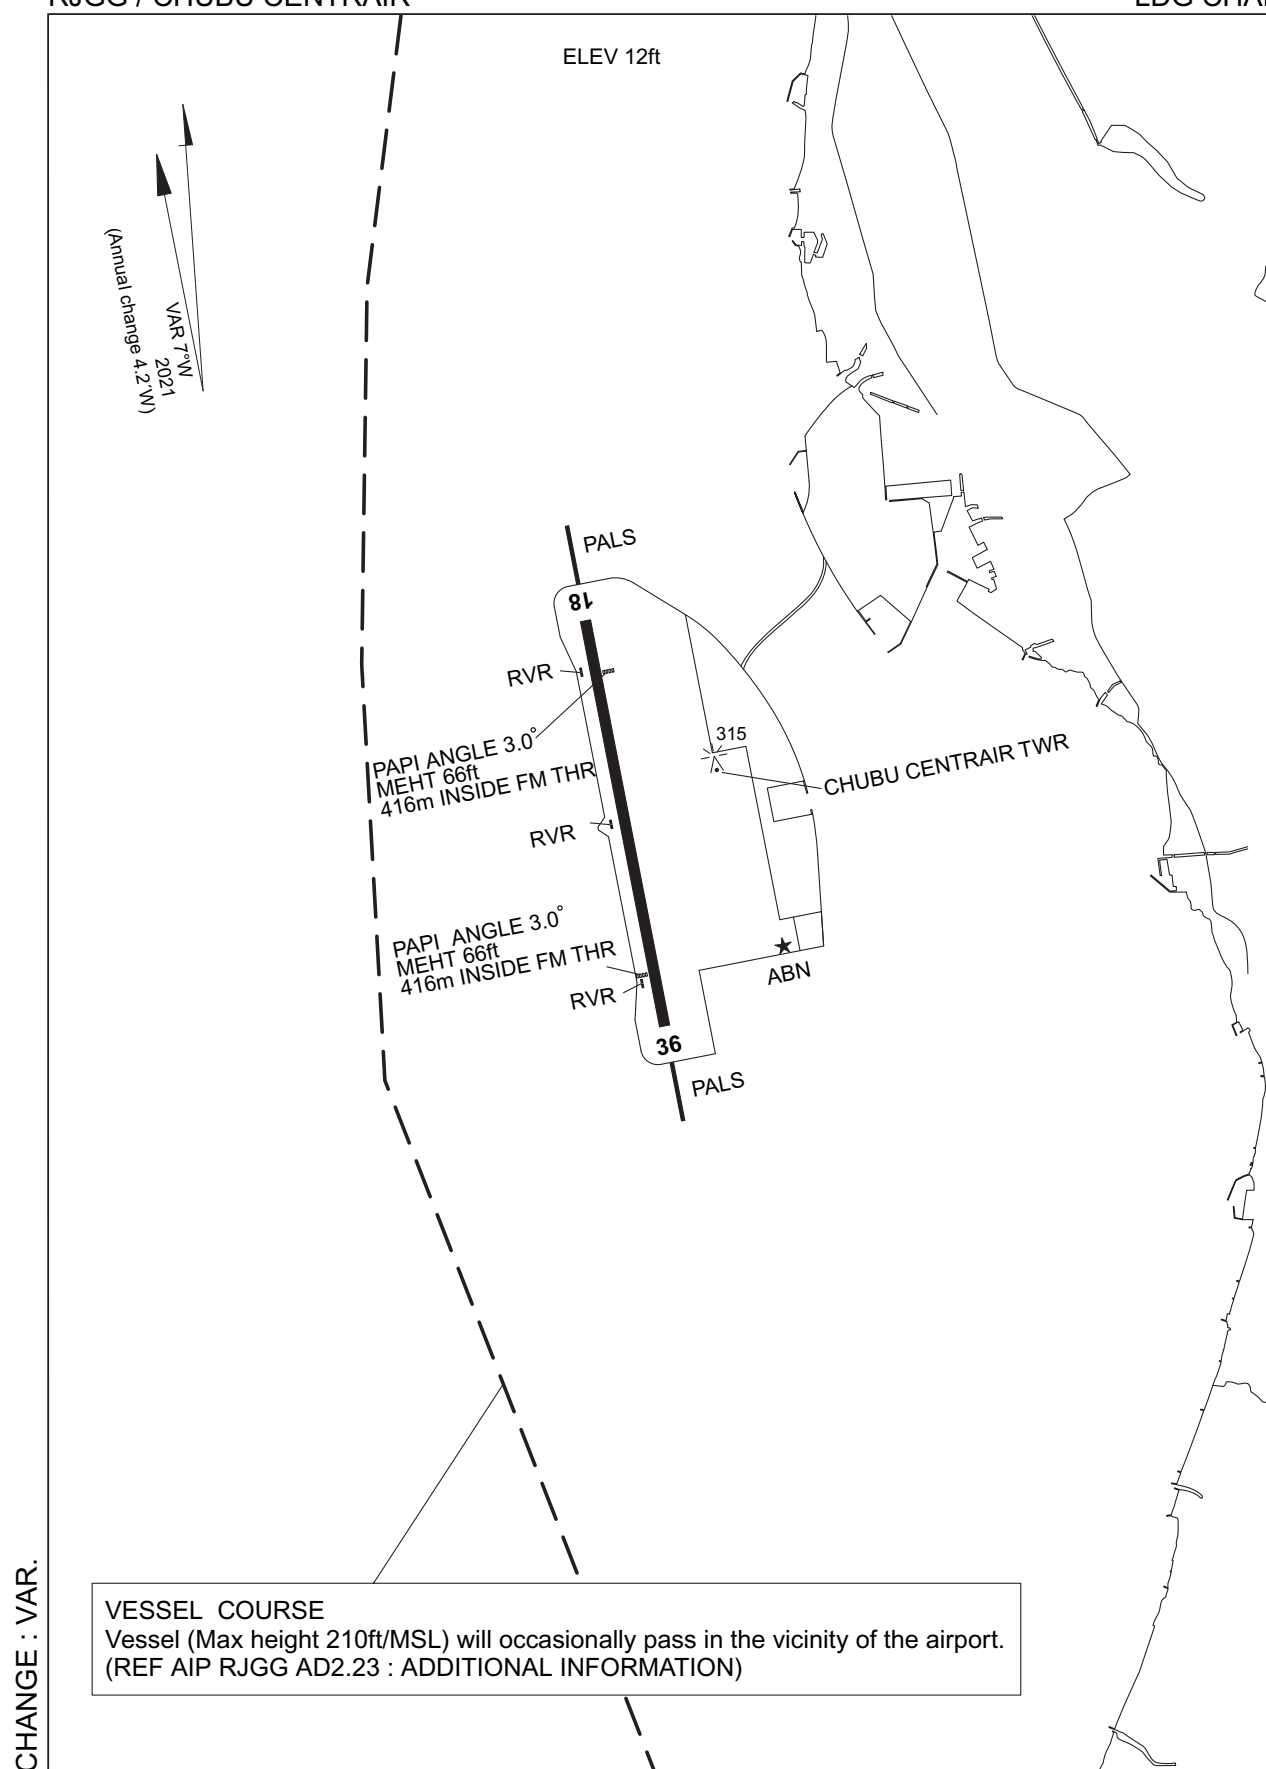 RJGG / CHUBU CENTRAIR
ELEV 12ft
VAR 7°W
2021
(Annual change 4.2'W)
PALS
18
RVR
315
PAPI ANGLE 3.0°
MEHT 66ft
416m INSIDE FM THR
CHUBU CENTRAIR TWR
RVR
PAPI ANGLE 3.0°
MEHT 66ft
416m INSIDE FM THR
ABN
RVR
36
PALS
VESSEL COURSE
Vessel (Max height 210ft/MSL) will occasionally pass in the vicinity of the airport.
(REF AIP RJGG AD2.23 : ADDITIONAL INFORMATION)
CHANGE : VAR.